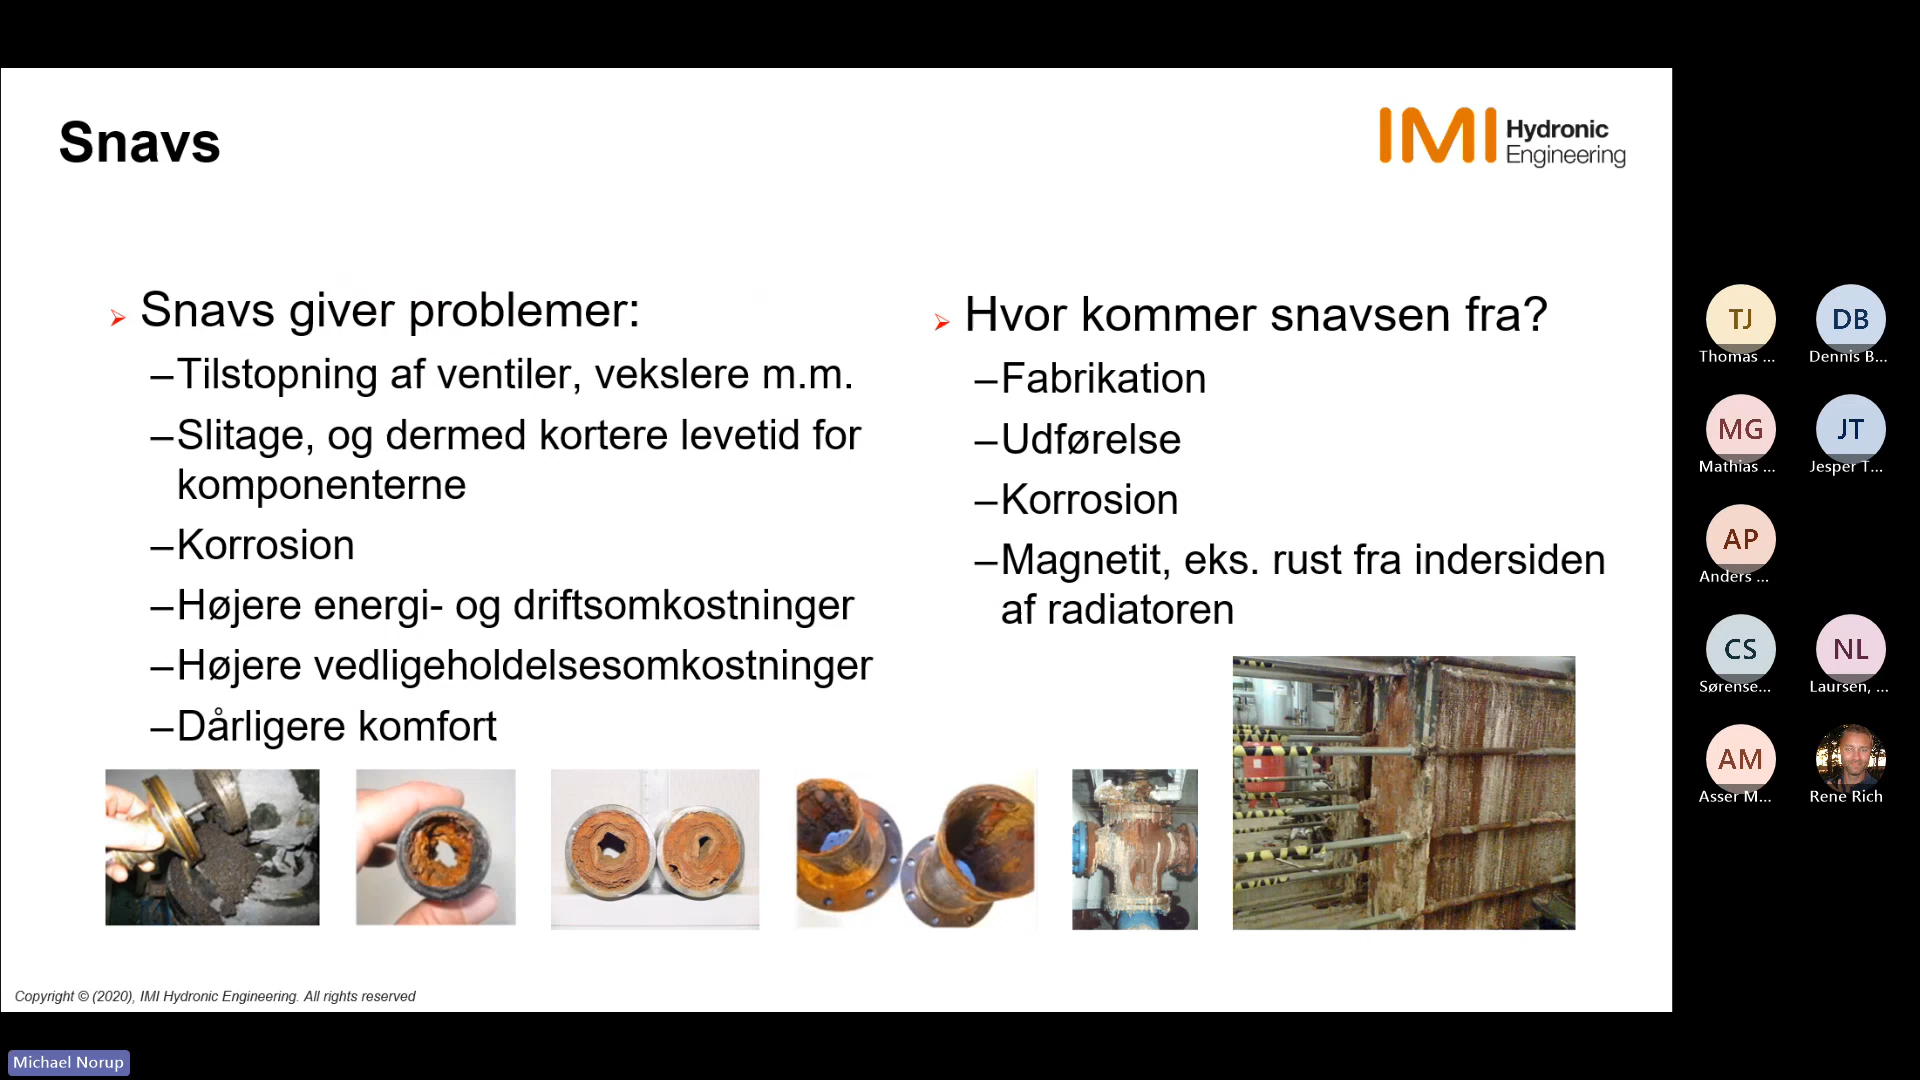 Snavs
IMI Hydronic
Engineering
Snavs giver problemer:
–Tilstopning af ventiler, vekslere m.m.
–Slitage, og dermed kortere levetid for
komponenterne
–Korrosion
–Højere energi- og driftsomkostninger
–Højere vedligeholdelsesomkostninger
–Dårligere komfort
Hvor kommer snavsen fra?
–Fabrikation
–Udførelse
–Korrosion
–Magnetit, eks. rust fra indersiden
af radiatoren
Copyright © (2020), IMI Hydronic Engineering. All rights reserved
TJ
Thomas ...
DB
Dennis B...
MG
Mathias ...
JT
Jesper T...
AP
Anders ...
CS
Sørense...
NL
Laursen, ...
AM
Asser M...
Rene Rich
Michael Norup